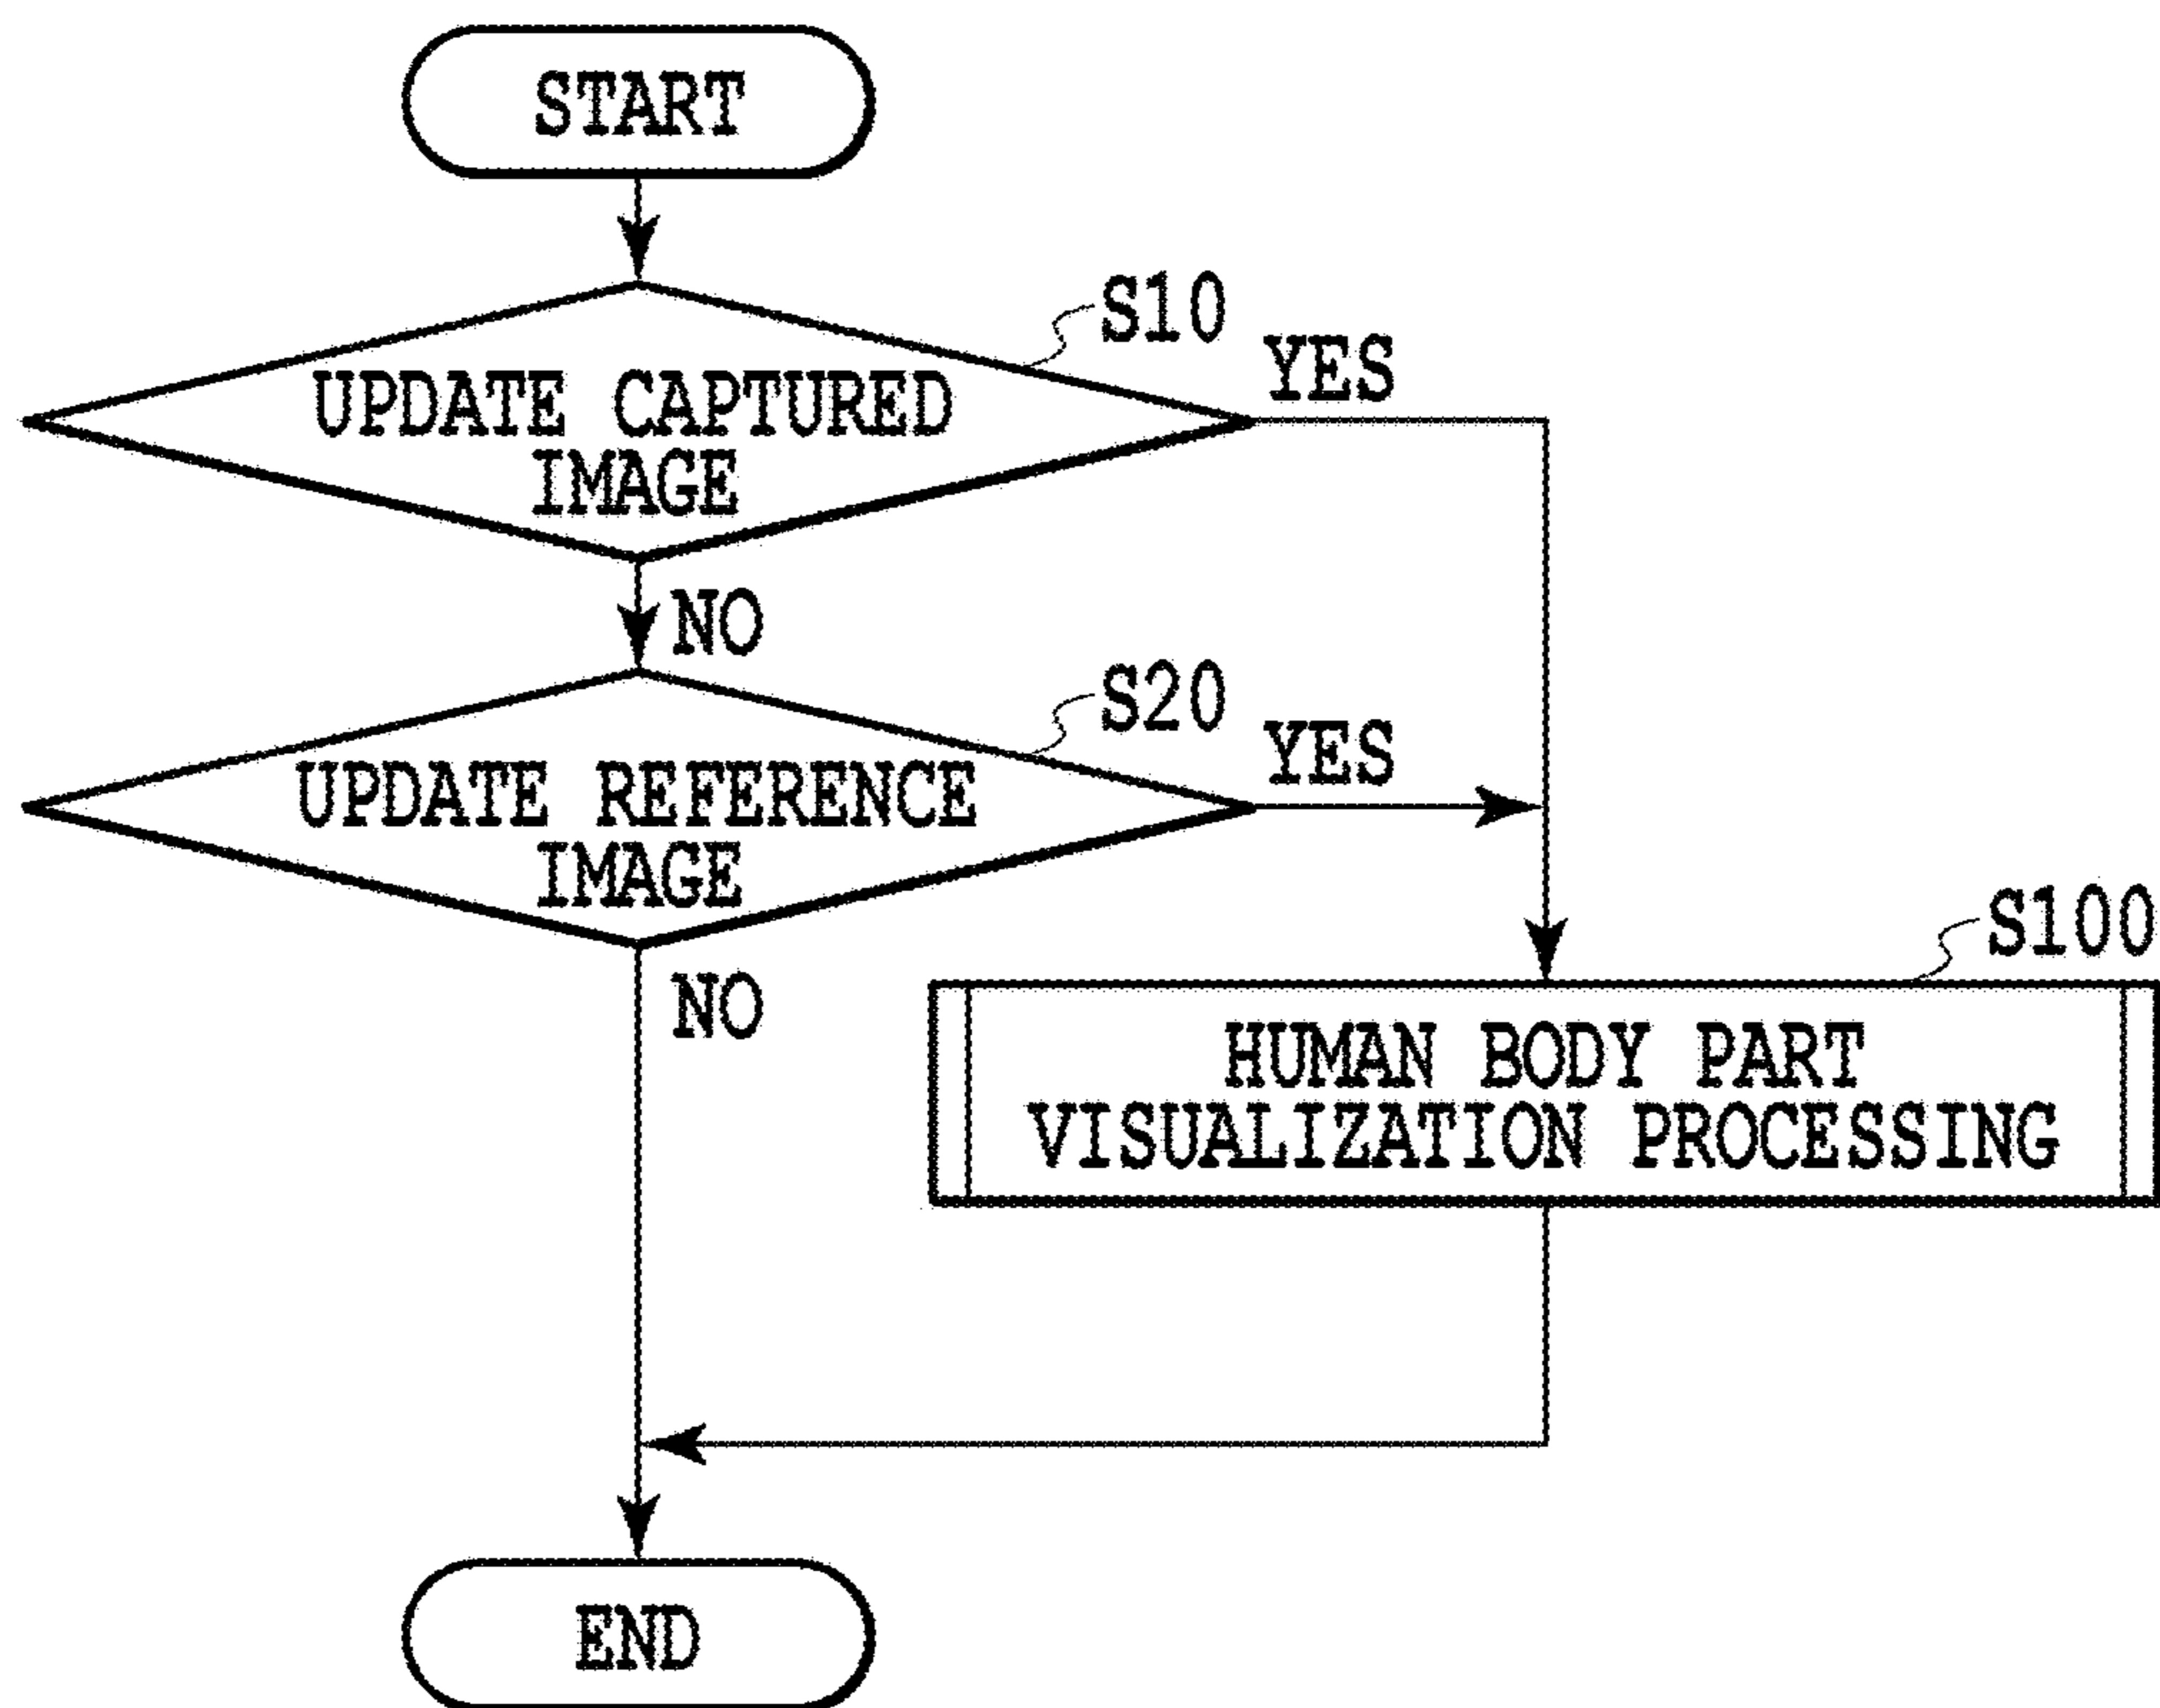 START
S10
YES
UPDATE CAPTURED
IMAGE
NO
S20
YES
UPDATE REFERENCE
IMAGE
NO
S100
HUMAN BODY PART
VISUALIZATION PROCESSING
END